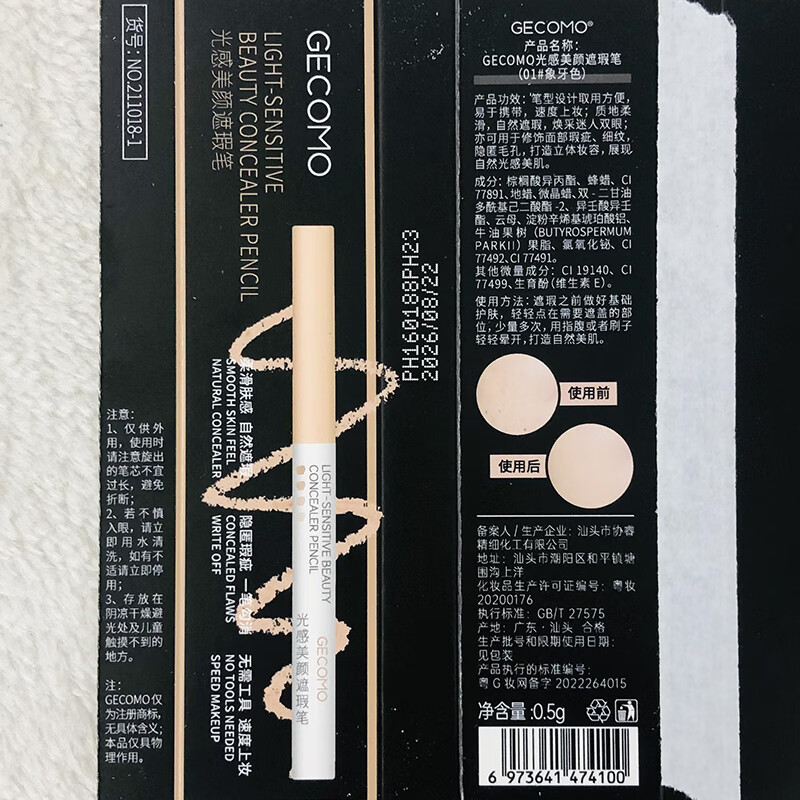 货号: NO.211018-1
注意:
1、仅供外
用，使用时
请注意旋出
的笔芯不宜
过长，避免
折断；
2、若不慎
入眼，请立
即用水清
洗，如有不
适请立即停
用；
3、存放在
阴凉干燥避
光处及儿童
触摸不到的
地方。
注:
GECOMO仅
为注册商标，
无具体含义；
本品仅具物
理作用。
GECOMO
LIGHT-SENSITIVE
BEAUTY CONCEALER PENCIL
光感美颜遮瑕笔
柔滑肤感 自然遮瑕
SMOOTH SKIN FEEL
NATURAL CONCEALER
隐匿瑕疵 一笔勾消
CONCEALED FLAWS
WRITE OFF
无需工具 速度上妆
NO TOOLS NEEDED
SPEED MAKEUP
LIGHT-SENSITIVE BEAUTY
CONCEALER PENCIL
GECOMO
光感美颜遮瑕笔
PH160188PH23
2026/08/22
GECOMO®
产品名称:
GECOMO光感美颜遮瑕笔
(01#象牙色)
产品功效: 笔型设计取用方便，
易于携带，速度上妆；质地柔
滑，自然遮瑕，焕采迷人双眼；
亦可用于修饰面部瑕疵、细纹，
隐匿毛孔，打造立体妆容，展现
自然光感美肌。
成分: 棕榈酸异丙酯、蜂蜡、CI
77891、地蜡、微晶蜡、双-二甘油
多酰基己二酸酯-2、异壬酸异壬
酯、云母、淀粉辛烯基琥珀酸铝、
牛油果树（BUTYROSPERMUM
PARKII）果脂、氧氯化铋、CI
77492、CI 77491。
其他微量成分: CI 19140、CI
77499、生育酚(维生素 E)。
使用方法: 遮瑕之前做好基础
护肤，轻轻点在需要遮盖的部
位，少量多次，用指腹或者刷子
轻轻晕开，打造自然美肌。
使用前
使用后
备案人/生产企业: 汕头市协睿
精细化工有限公司
地址: 汕头市潮阳区和平镇塘
围沟上洋
化妆品生产许可证编号: 粤妆
20200176
执行标准: GB/T 27575
产地: 广东·汕头 合格
生产批号和限期使用日期:
见包装
产品执行的标准编号:
粤G妆网备字2022264015
净含量:0.5g
6 973641 474100